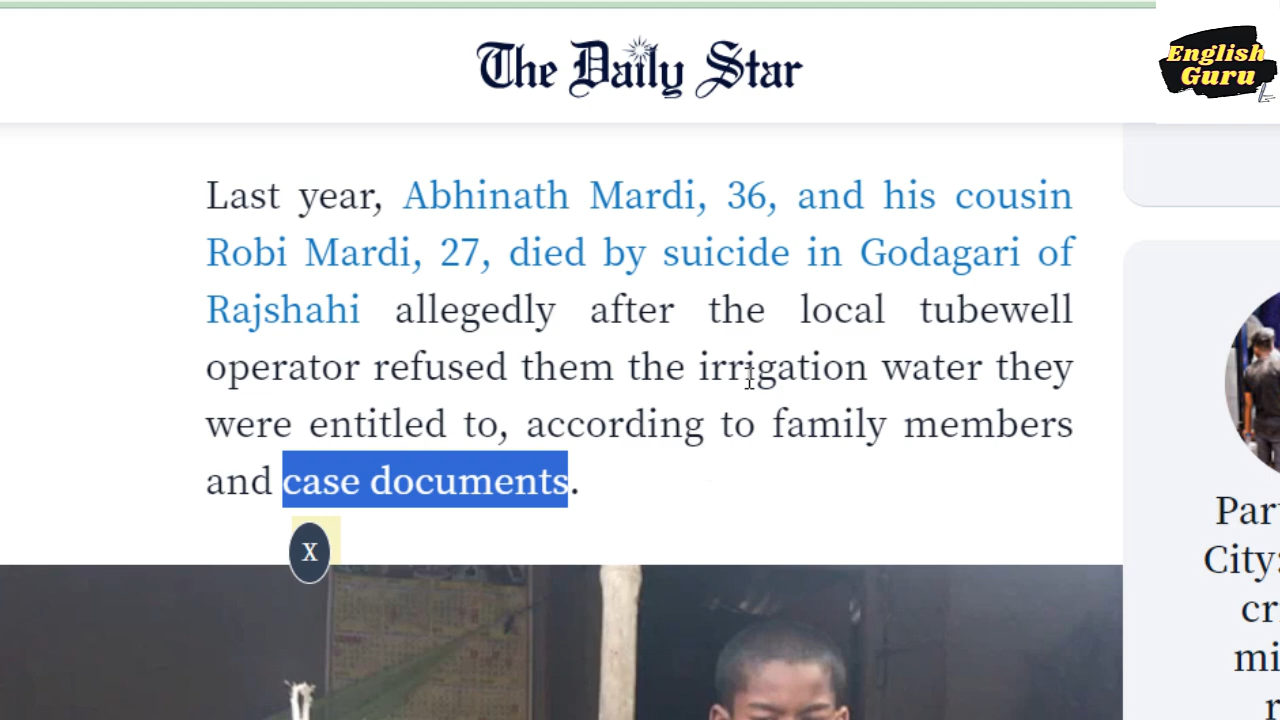 The Daily Star
English
Guru
Last year, Abhinath Mardi, 36, and his cousin
Robi Mardi, 27, died by suicide in Godagari of
Rajshahi allegedly after the local tubewell
operator refused them the irrigation water they
were entitled to, according to family members
and case documents.
X
City: